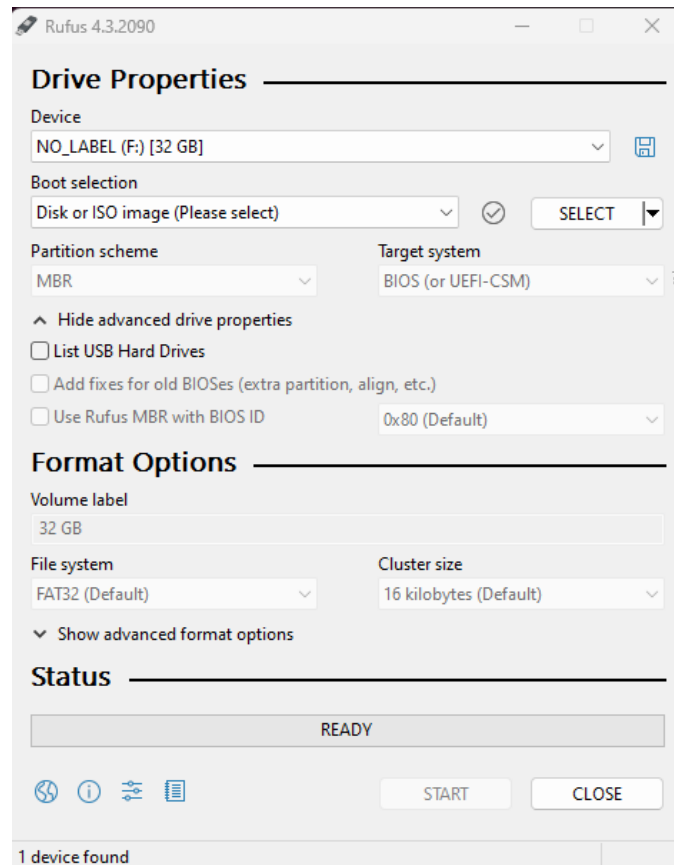 Rufus 4.3.2090
Drive Properties
Device
NO_LABEL (F:) [32 GB]
Boot selection
Disk or ISO image (Please select)
SELECT
Partition scheme
Target system
MBR
BIOS (or UEFI-CSM)
Hide advanced drive properties
List USB Hard Drives
Add fixes for old BIOSes (extra partition, align, etc.)
Use Rufus MBR with BIOS ID
0x80 (Default)
Format Options
Volume label
32 GB
File system
Cluster size
FAT32 (Default)
16 kilobytes (Default)
Show advanced format options
Status
READY
START
CLOSE
1 device found